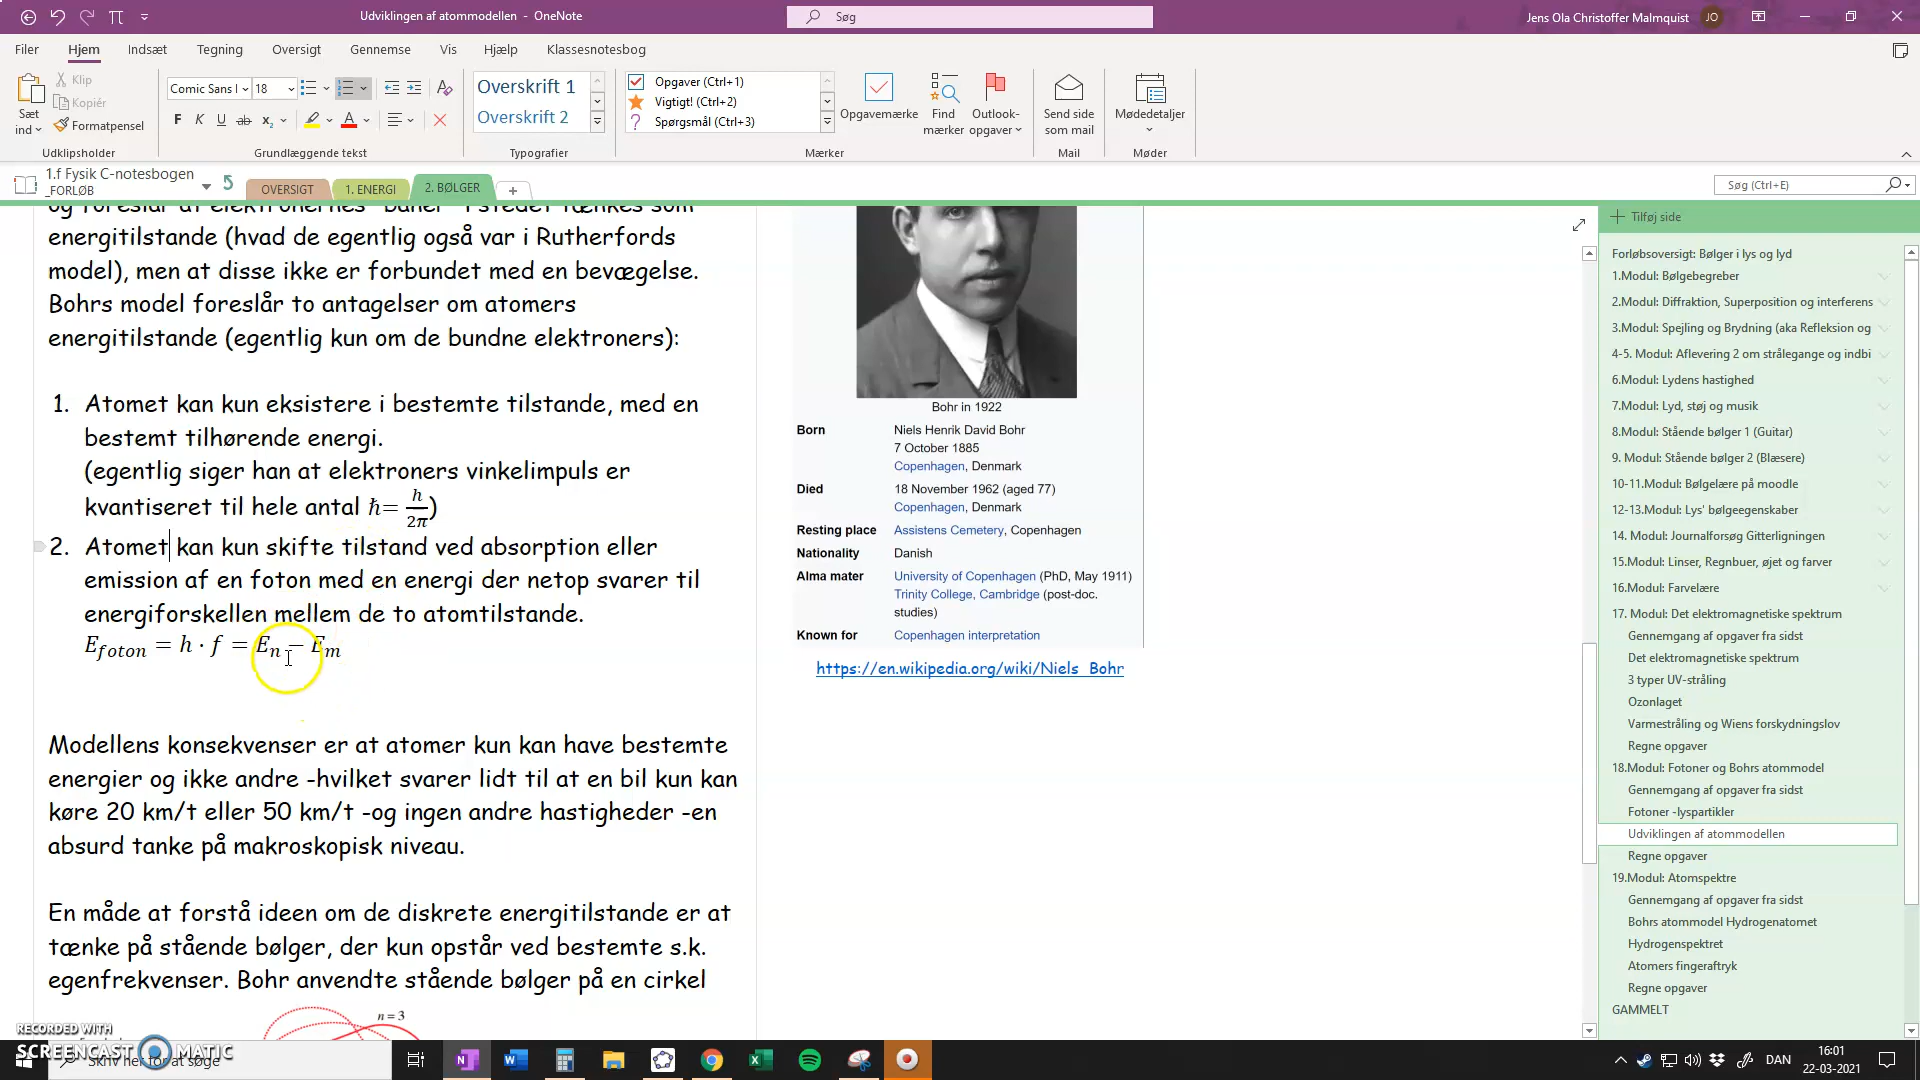 Udviklingen af atommodellen - OneNote
Søg
Jens Ola Christoffer Malmquist
JO
Filer
Hjem
Indsæt
Tegning
Oversigt
Gennemse
Vis
Hjælp
Klassesnotesbog
Sæt
ind
Klip
Kopiér
Formatpensel
Udklipsholder
Comic Sans
18
F K U ab x₂ A
Grundlæggende tekst
Overskrift 1
Overskrift 2
Typografier
Opgaver (Ctrl+1)
Vigtigt! (Ctrl+2)
Spørgsmål (Ctrl+3)
Opgavemærke
Find
mærker
Outlook-
opgaver
Mærker
Send side
som mail
Mail
Mødedetaljer
Møder
1.f Fysik C-notesbogen
_FORLØB
OVERSIGT
1. ENERGI
2. BØLGER
Søg (Ctrl+E)
og foreslår at elektronernes "baner" i stedet tænkes som
energitilstande (hvad de egentlig også var i Rutherfords
model), men at disse ikke er forbundet med en bevægelse.
Bohrs model foreslår to antagelser om atomers
energitilstande (egentlig kun om de bundne elektroners):
1. Atomet kan kun eksistere i bestemte tilstande, med en
bestemt tilhørende energi.
(egentlig siger han at elektroners vinkelimpuls er
kvantiseret til hele antal ℏ= h/2π)
2. Atomet kan kun skifte tilstand ved absorption eller
emission af en foton med en energi der netop svarer til
energiforskellen mellem de to atomtilstande.
E_foton = h · f = E_n − E_m
Modellens konsekvenser er at atomer kun kan have bestemte
energier og ikke andre -hvilket svarer lidt til at en bil kun kan
køre 20 km/t eller 50 km/t -og ingen andre hastigheder -en
absurd tanke på makroskopisk niveau.
En måde at forstå ideen om de diskrete energitilstande er at
tænke på stående bølger, der kun opstår ved bestemte s.k.
egenfrekvenser. Bohr anvendte stående bølger på en cirkel
n = 3
Bohr in 1922
Born Niels Henrik David Bohr
7 October 1885
Copenhagen, Denmark
Died 18 November 1962 (aged 77)
Copenhagen, Denmark
Resting place Assistens Cemetery, Copenhagen
Nationality Danish
Alma mater University of Copenhagen (PhD, May 1911)
Trinity College, Cambridge (post-doc.
studies)
Known for Copenhagen interpretation
https://en.wikipedia.org/wiki/Niels_Bohr
Tilføj side
Forløbsoversigt: Bølger i lys og lyd
1.Modul: Bølgebegreber
2.Modul: Diffraktion, Superposition og interferens
3.Modul: Spejling og Brydning (aka Refleksion og
4-5. Modul: Aflevering 2 om strålegange og indbi
6.Modul: Lydens hastighed
7.Modul: Lyd, støj og musik
8.Modul: Stående bølger 1 (Guitar)
9. Modul: Stående bølger 2 (Blæsere)
10-11.Modul: Bølgelære på moodle
12-13.Modul: Lys' bølgeegenskaber
14. Modul: Journalforsøg Gitterligningen
15.Modul: Linser, Regnbuer, øjet og farver
16.Modul: Farvelære
17. Modul: Det elektromagnetiske spektrum
Gennemgang af opgaver fra sidst
Det elektromagnetiske spektrum
3 typer UV-stråling
Ozonlaget
Varmestråling og Wiens forskydningslov
Regne opgaver
18.Modul: Fotoner og Bohrs atommodel
Gennemgang af opgaver fra sidst
Fotoner -lyspartikler
Udviklingen af atommodellen
Regne opgaver
19.Modul: Atomspektre
Gennemgang af opgaver fra sidst
Bohrs atommodel Hydrogenatomet
Hydrogenspektret
Atomers fingeraftryk
Regne opgaver
GAMMELT
RECORDED WITH
SCREENCAST MATIC
Skriv her for at søge
DAN
16:01
22-03-2021